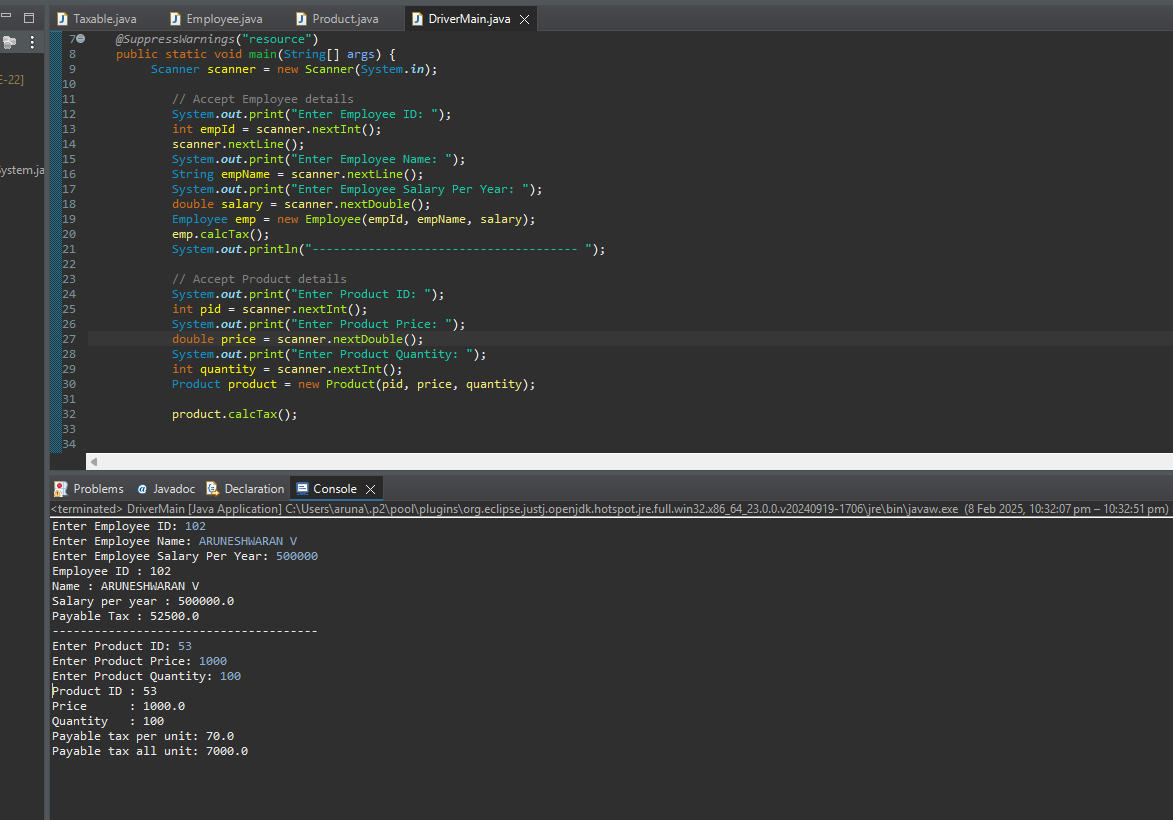 Taxable.java Employee.java Product.java DriverMain.java
7 @SuppressWarnings("resource")
8 public static void main(String[] args) {
9 Scanner scanner = new Scanner(System.in);
10
11 // Accept Employee details
12 System.out.print("Enter Employee ID: ");
13 int empId = scanner.nextInt();
14 scanner.nextLine();
15 System.out.print("Enter Employee Name: ");
16 String empName = scanner.nextLine();
17 System.out.print("Enter Employee Salary Per Year: ");
18 double salary = scanner.nextDouble();
19 Employee emp = new Employee(empId, empName, salary);
20 emp.calcTax();
21 System.out.println("-------------------------------------- ");
22
23 // Accept Product details
24 System.out.print("Enter Product ID: ");
25 int pid = scanner.nextInt();
26 System.out.print("Enter Product Price: ");
27 double price = scanner.nextDouble();
28 System.out.print("Enter Product Quantity: ");
29 int quantity = scanner.nextInt();
30 Product product = new Product(pid, price, quantity);
31
32 product.calcTax();
33
34
E-22]
System.ja
Problems Javadoc Declaration Console
<terminated> DriverMain [Java Application] C:\Users\aruna\.p2\pool\plugins\org.eclipse.justj.openjdk.hotspot.jre.full.win32.x86_64_23.0.0.v20240919-1706\jre\bin\javaw.exe (8 Feb 2025, 10:32:07 pm – 10:32:51 pm)
Enter Employee ID: 102
Enter Employee Name: ARUNESHWARAN V
Enter Employee Salary Per Year: 500000
Employee ID : 102
Name : ARUNESHWARAN V
Salary per year : 500000.0
Payable Tax : 52500.0
--------------------------------------
Enter Product ID: 53
Enter Product Price: 1000
Enter Product Quantity: 100
Product ID : 53
Price : 1000.0
Quantity : 100
Payable tax per unit: 70.0
Payable tax all unit: 7000.0